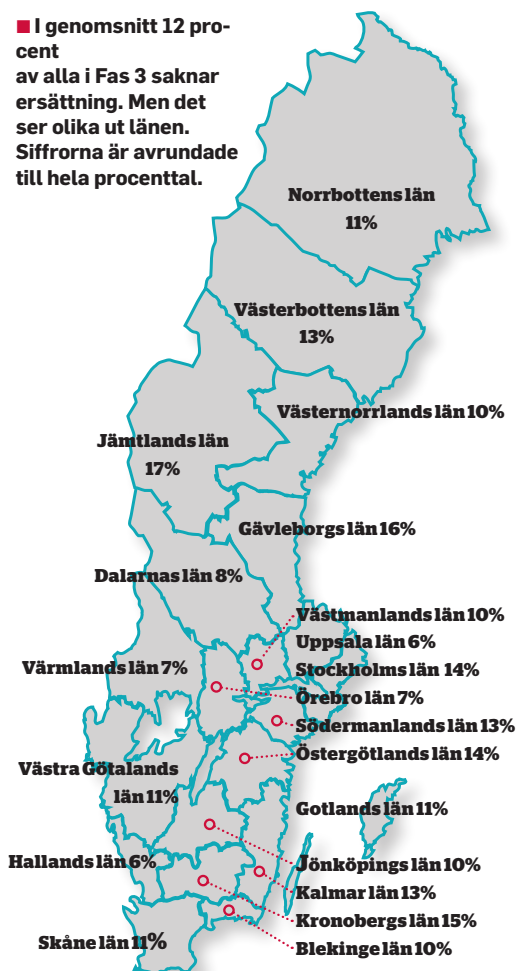 ■ I genomsnitt 12 pro-
cent
av alla i Fas 3 saknar
ersättning. Men det
ser olika ut länen.
Siffrorna är avrundade
till hela procenttal.
Norrbottens län
11%
Västerbottens län
13%
Västernorrlands län 10%
Jämtlands län
17%
Gävleborgs län 16%
Dalarnas län 8%
Västmanlands län 10%
Uppsala län 6%
Värmlands län 7%
Stockholms län 14%
Örebro län 7%
Södermanlands län 13%
Östergötlands län 14%
Västra Götalands
län 11%
Gotlands län 11%
Hallands län 6%
Jönköpings län 10%
Kalmar län 13%
Kronobergs län 15%
Skåne län 11%
Blekinge län 10%